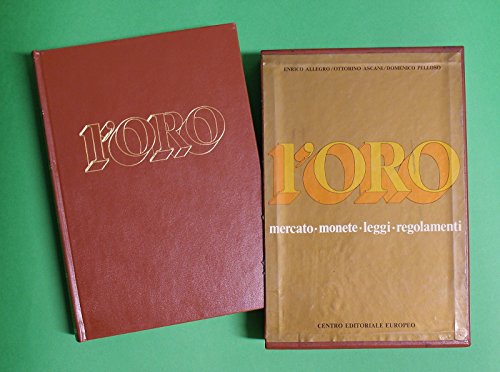 l'ORO
ENRICO ALLEGRO/OTTORINO ASCANI/DOMENICO PELLOSO
l'ORO
mercato·monete·leggi·regolamenti
CENTRO EDITORIALE EUROPEO